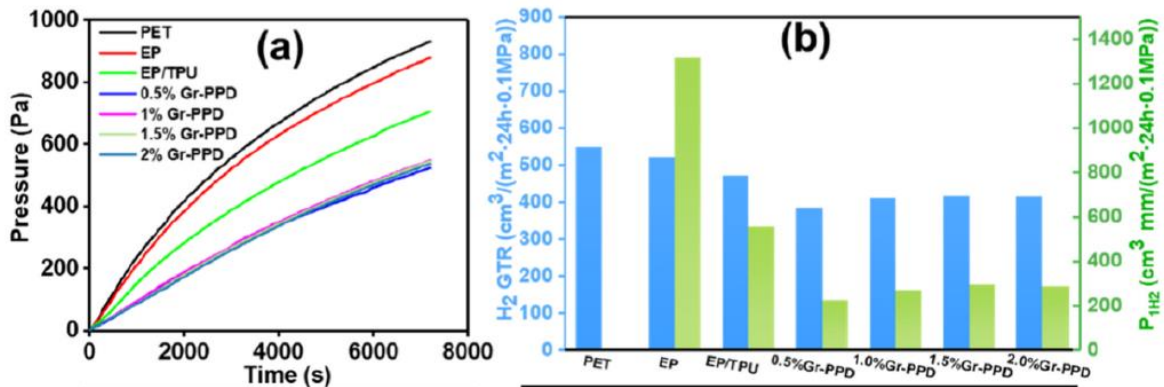 (a)
PET
EP
EP/TPU
0.5% Gr-PPD
1% Gr-PPD
1.5% Gr-PPD
2% Gr-PPD
Pressure (Pa)
1000
800
600
400
200
0
0 2000 4000 6000 8000
Time (s)
(b)
H2 GTR (cm³/(m²·24h·0.1MPa))
900
800
700
600
500
400
300
200
100
0
1400
1200
1000
800
600
400
200
0
P1H2 (cm³ mm/(m²·24h·0.1MPa))
PET EP EP/TPU 0.5%Gr-PPD 1.0%Gr-PPD 1.5%Gr-PPD 2.0%Gr-PPD